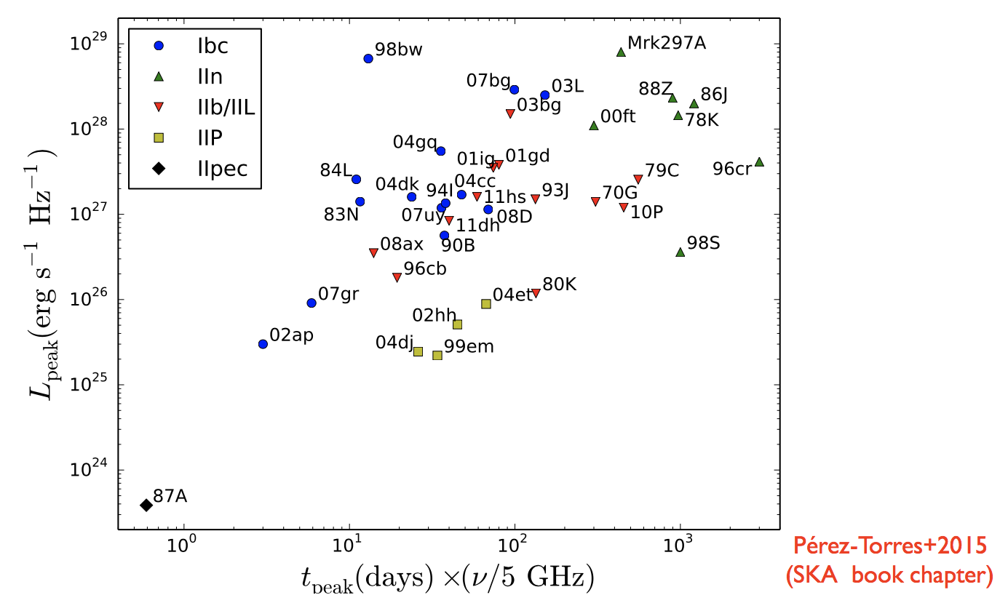 10^29
10^28
10^27
10^26
10^25
10^24
L_peak(erg s^−1 Hz^−1)
Ibc
IIn
IIb/IIL
IIP
IIpec
98bw
Mrk297A
07bg
03L
03bg
88Z
86J
78K
00ft
04gq
01ig
01gd
96cr
84L
04dk
94I
04cc
79C
83N
07uy
11hs
93J
70G
08D
10P
11dh
90B
08ax
98S
96cb
07gr
04et
80K
02hh
02ap
04dj
99em
87A
10^0
10^1
10^2
10^3
t_peak(days) ×(ν/5 GHz)
Pérez-Torres+2015
(SKA book chapter)